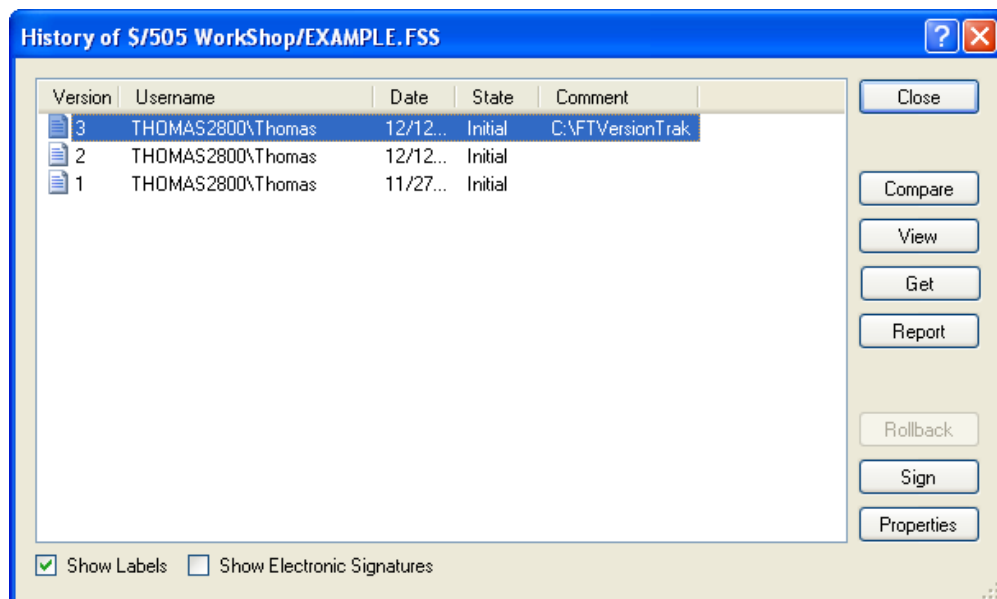 History of $/505 WorkShop/EXAMPLE.FSS
Version Username Date State Comment
3 THOMAS2800\Thomas 12/12... Initial C:\FTVersionTrak
2 THOMAS2800\Thomas 12/12... Initial
1 THOMAS2800\Thomas 11/27... Initial
Close
Compare
View
Get
Report
Rollback
Sign
Properties
Show Labels Show Electronic Signatures